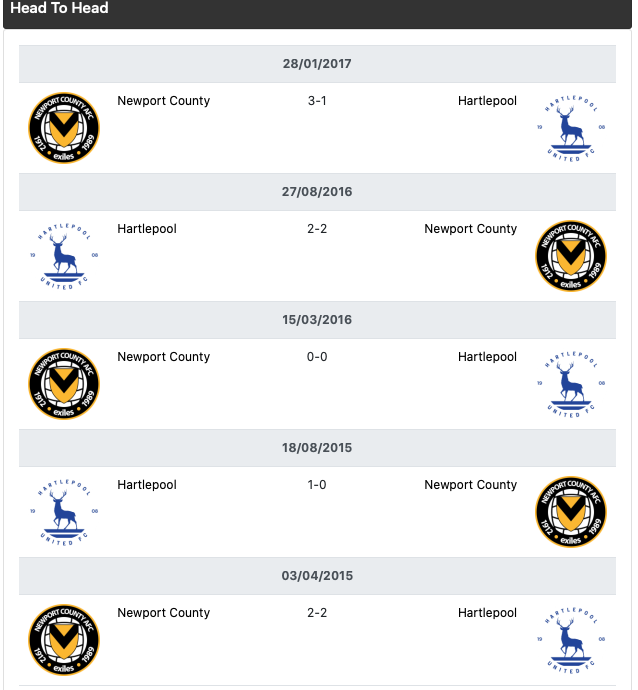 Head To Head
28/01/2017
NEWPORT COUNTY AFC
1912 exiles 1989
Newport County 3-1 Hartlepool
HARTLEPOOL
19 08
UNITED FC
27/08/2016
HARTLEPOOL
19 08
UNITED FC
Hartlepool 2-2 Newport County
NEWPORT COUNTY AFC
1912 exiles 1989
15/03/2016
NEWPORT COUNTY AFC
1912 exiles 1989
Newport County 0-0 Hartlepool
HARTLEPOOL
19 08
UNITED FC
18/08/2015
HARTLEPOOL
19 08
UNITED FC
Hartlepool 1-0 Newport County
NEWPORT COUNTY AFC
1912 exiles 1989
03/04/2015
NEWPORT COUNTY AFC
1912 exiles 1989
Newport County 2-2 Hartlepool
HARTLEPOOL
19 08
UNITED FC